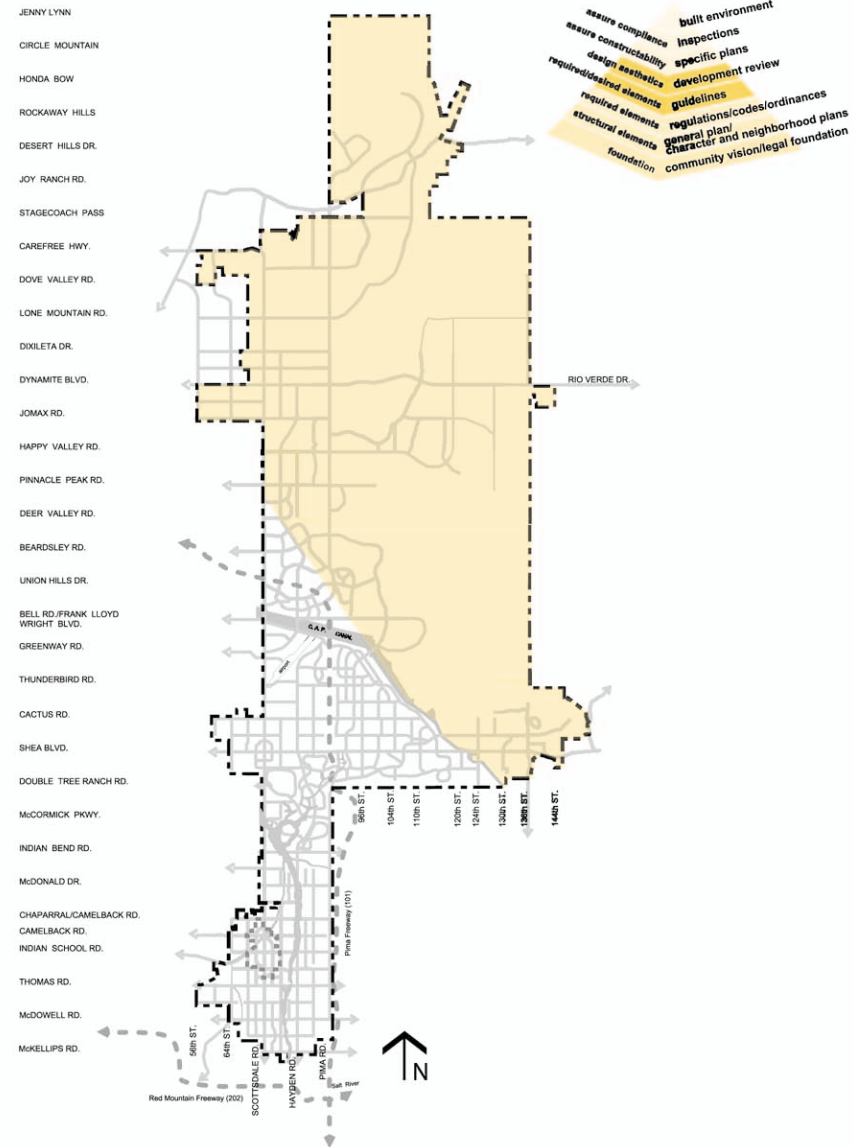 JENNY LYNN
CIRCLE MOUNTAIN
HONDA BOW
ROCKAWAY HILLS
DESERT HILLS DR.
JOY RANCH RD.
STAGECOACH PASS
CAREFREE HWY.
DOVE VALLEY RD.
LONE MOUNTAIN RD.
DIXILETA DR.
DYNAMITE BLVD.
JOMAX RD.
HAPPY VALLEY RD.
PINNACLE PEAK RD.
DEER VALLEY RD.
BEARDSLEY RD.
UNION HILLS DR.
BELL RD./FRANK LLOYD
WRIGHT BLVD.
GREENWAY RD.
THUNDERBIRD RD.
CACTUS RD.
SHEA BLVD.
DOUBLE TREE RANCH RD.
McCORMICK PKWY.
INDIAN BEND RD.
McDONALD DR.
CHAPARRAL/CAMELBACK RD.
CAMELBACK RD.
INDIAN SCHOOL RD.
THOMAS RD.
McDOWELL RD.
McKELLIPS RD.
assure compliance
assure constructability
design aesthetics
required/desired elements
required elements
structural elements
foundation
built environment
inspections
specific plans
development review
guidelines
regulations/codes/ordinances
general plan/
character and neighborhood plans
community vision/legal foundation
RIO VERDE DR.
C. A. P. CANAL
airport
96th ST.
104th ST.
110th ST.
120th ST.
124th ST.
130th ST.
136th ST.
144th ST.
Pima Freeway (101)
56th ST.
64th ST.
SCOTTSDALE RD.
HAYDEN RD.
PIMA RD.
Salt River
Red Mountain Freeway (202)
N